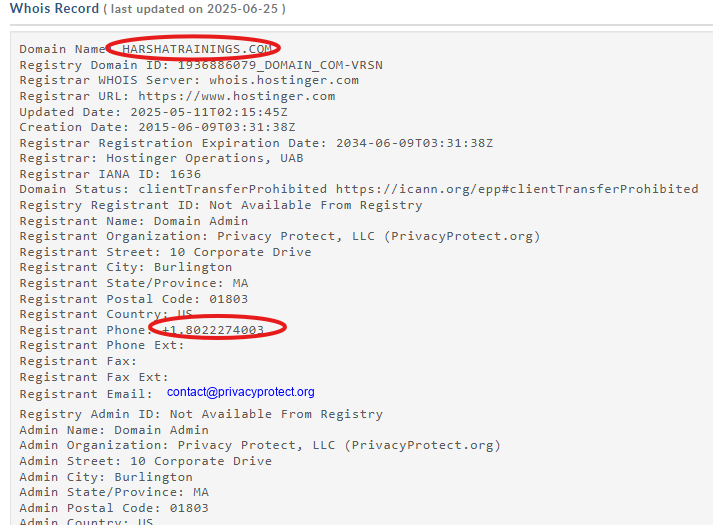 Whois Record ( last updated on 2025-06-25 )
Domain Name: HARSHATRAININGS.COM
Registry Domain ID: 1936886079_DOMAIN_COM-VRSN
Registrar WHOIS Server: whois.hostinger.com
Registrar URL: https://www.hostinger.com
Updated Date: 2025-05-11T02:15:45Z
Creation Date: 2015-06-09T03:31:38Z
Registrar Registration Expiration Date: 2034-06-09T03:31:38Z
Registrar: Hostinger Operations, UAB
Registrar IANA ID: 1636
Domain Status: clientTransferProhibited https://icann.org/epp#clientTransferProhibited
Registry Registrant ID: Not Available From Registry
Registrant Name: Domain Admin
Registrant Organization: Privacy Protect, LLC (PrivacyProtect.org)
Registrant Street: 10 Corporate Drive
Registrant City: Burlington
Registrant State/Province: MA
Registrant Postal Code: 01803
Registrant Country: US
Registrant Phone: +1.8022274003
Registrant Phone Ext:
Registrant Fax:
Registrant Fax Ext:
Registrant Email: contact@privacyprotect.org
Registry Admin ID: Not Available From Registry
Admin Name: Domain Admin
Admin Organization: Privacy Protect, LLC (PrivacyProtect.org)
Admin Street: 10 Corporate Drive
Admin City: Burlington
Admin State/Province: MA
Admin Postal Code: 01803
Admin Country: US